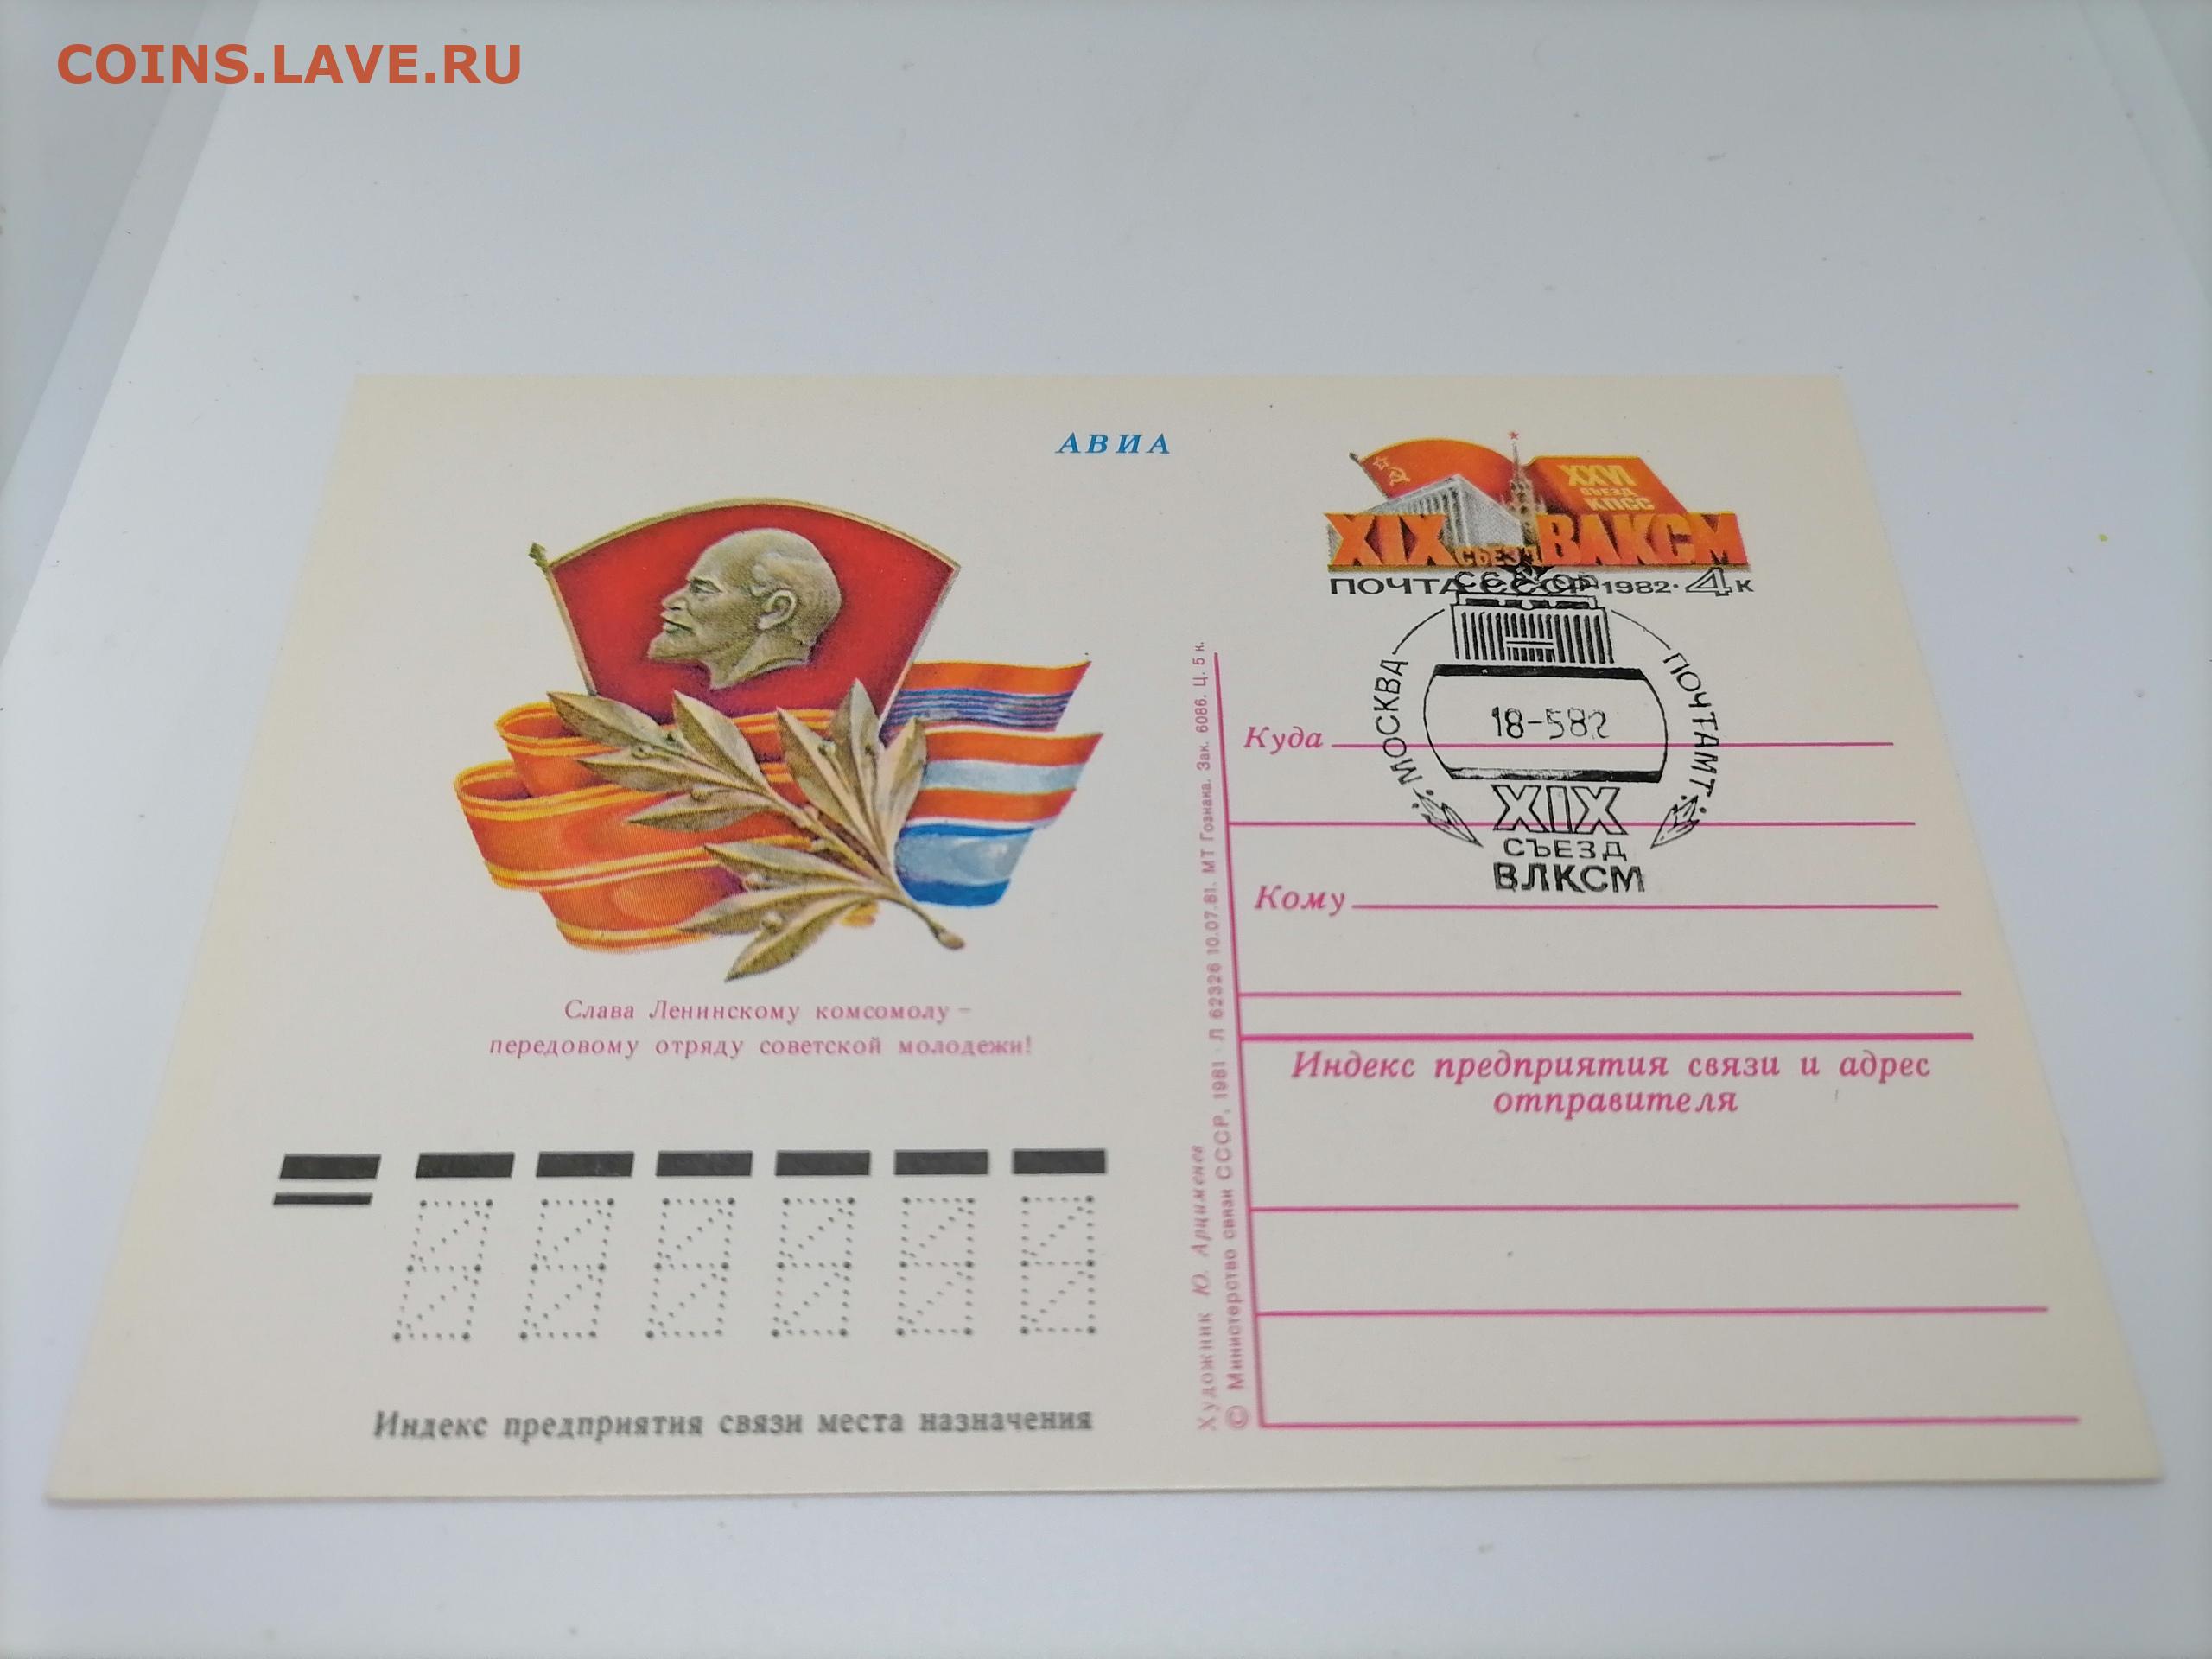 COINS.LAVE.RU
АВИА
XXVI
СЪЕЗД
КПСС
XIX СЪЕЗД ВЛКСМ
ПОЧТА СССР·1982·4К
СССР
МОСКВА
ПОЧТАМТ
18-582
XIX
СЪЕЗД
ВЛКСМ
Слава Ленинскому комсомолу –
передовому отряду советской молодежи!
Индекс предприятия связи места назначения
Художник Ю. Арцименев
© Министерство связи СССР, 1981 Л 62326 10.07.81. МТ Гознака. Зак. 6086. Ц. 5 к.
Куда
Кому
Индекс предприятия связи и адрес
отправителя